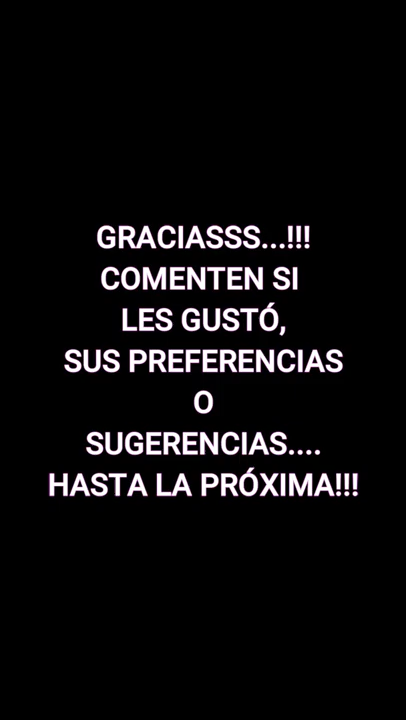 GRACIASSS...!!!
COMENTEN SI
LES GUSTÓ,
SUS PREFERENCIAS
O
SUGERENCIAS....
HASTA LA PRÓXIMA!!!